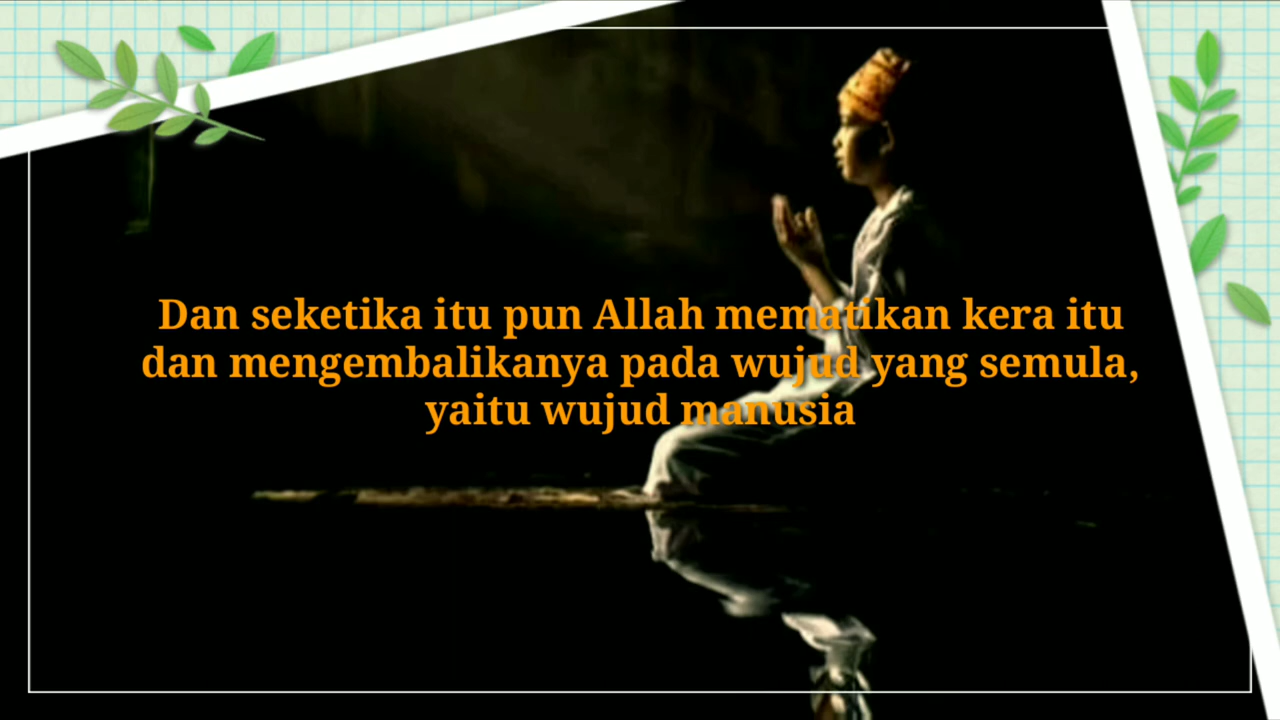 Dan seketika itu pun Allah mematikan kera itu
dan mengembalikanya pada wujud yang semula,
yaitu wujud manusia